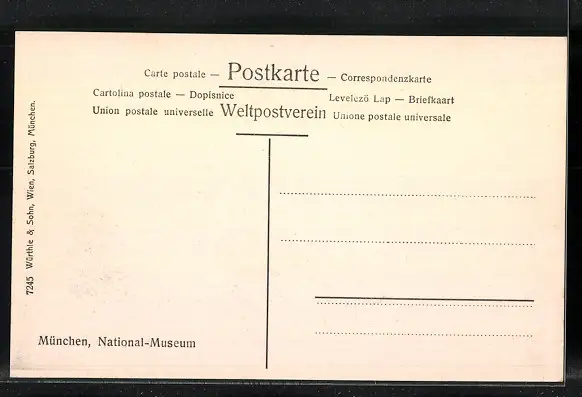 Carte postale — Postkarte — Correspondenzkarte
Cartolina postale — Dopisnice Levelező Lap — Briefkaart
Union postale universelle Weltpostverein Unione postale universale
7245 Würthle & Sohn, Wien, Salzburg, München.
München, National-Museum